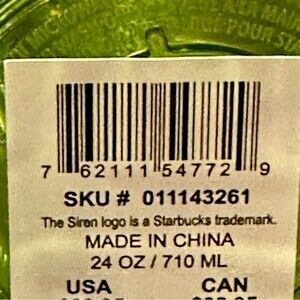 7 62111 54772 9
SKU # 011143261
The Siren logo is a Starbucks trademark.
MADE IN CHINA
24 OZ / 710 ML
USA CAN